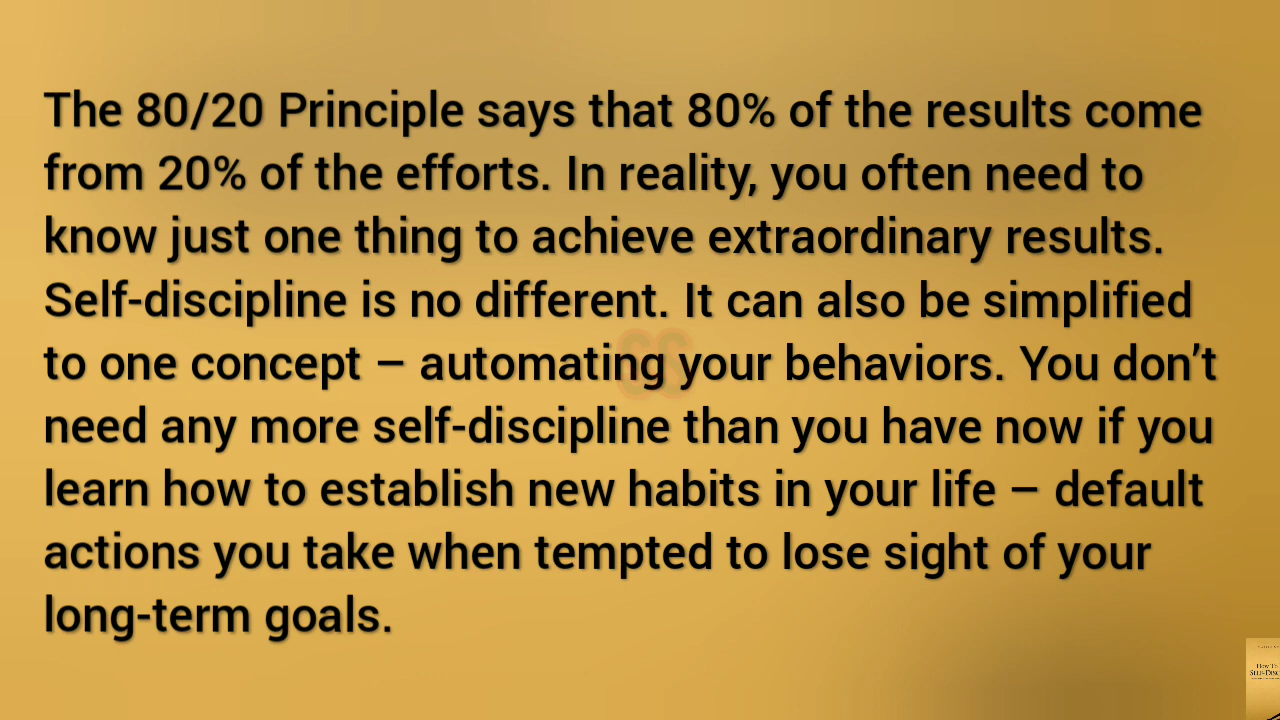 The 80/20 Principle says that 80% of the results come
from 20% of the efforts. In reality, you often need to
know just one thing to achieve extraordinary results.
Self-discipline is no different. It can also be simplified
to one concept – automating your behaviors. You don’t
need any more self-discipline than you have now if you
learn how to establish new habits in your life – default
actions you take when tempted to lose sight of your
long-term goals.
How To